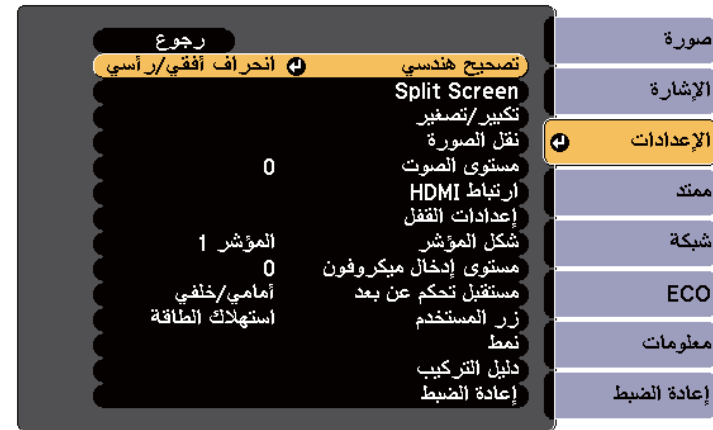 رجوع
تصحيح هندسي انحراف أفقي/رأسي
Split Screen
تكبير/تصغير
نقل الصورة
مستوى الصوت 0
ارتباط HDMI
إعدادات القفل
شكل المؤشر المؤشر 1
مستوى إدخال ميكروفون 0
مستقبل تحكم عن بعد أمامي/خلفي
زر المستخدم استهلاك الطاقة
نمط
دليل التركيب
إعادة الضبط
صورة
الإشارة
الإعدادات
ممتد
شبكة
ECO
معلومات
إعادة الضبط